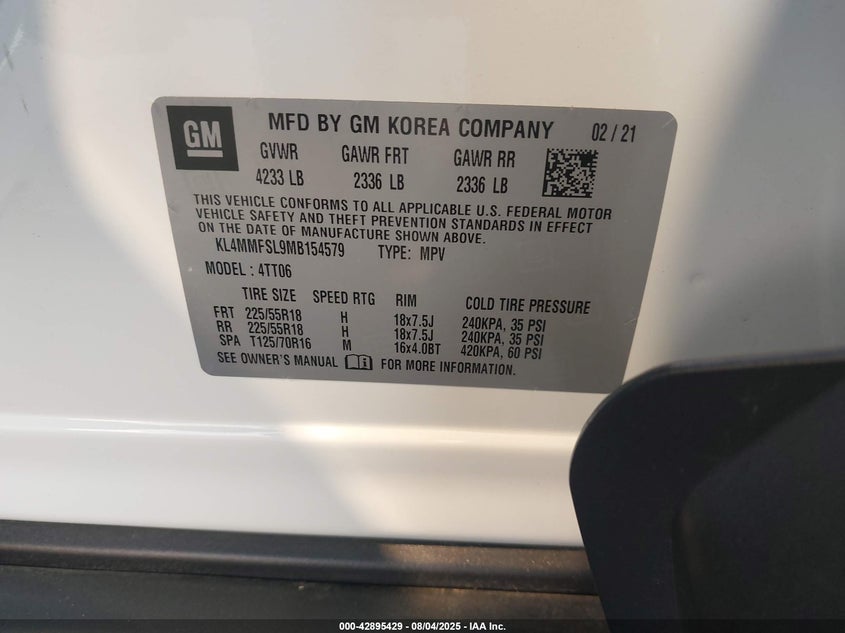 GM
MFD BY GM KOREA COMPANY 02 / 21
GVWR GAWR FRT GAWR RR
4233 LB 2336 LB 2336 LB
THIS VEHICLE CONFORMS TO ALL APPLICABLE U.S. FEDERAL MOTOR
VEHICLE SAFETY AND THEFT PREVENTION STANDARDS IN EFFECT
ON THE DATE OF MANUFACTURE SHOWN ABOVE.
KL4MMFSL9MB154579 TYPE: MPV
MODEL : 4TT06
TIRE SIZE SPEED RTG RIM COLD TIRE PRESSURE
FRT 225/55R18 H 18x7.5J 240KPA, 35 PSI
RR 225/55R18 H 18x7.5J 240KPA, 35 PSI
SPA T125/70R16 M 16x4.0BT 420KPA, 60 PSI
SEE OWNER'S MANUAL FOR MORE INFORMATION.
000-42895429 - 08/04/2025 - IAA Inc.